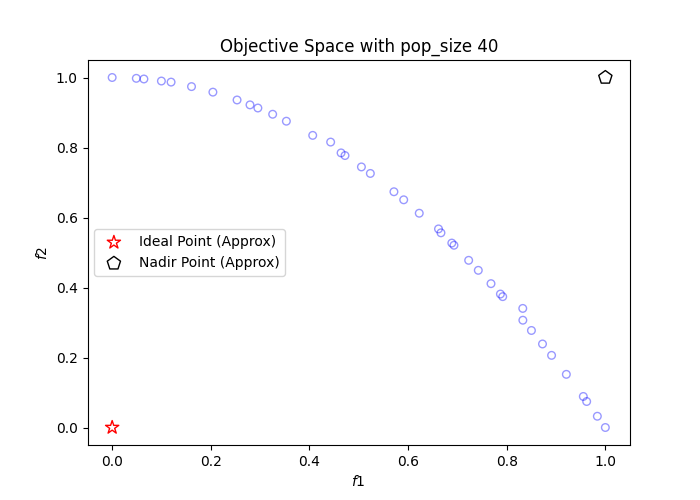 Objective Space with pop_size 40
1.0
0.8
0.6
0.4
0.2
0.0
f2
Ideal Point (Approx)
Nadir Point (Approx)
0.0 0.2 0.4 0.6 0.8 1.0
f1